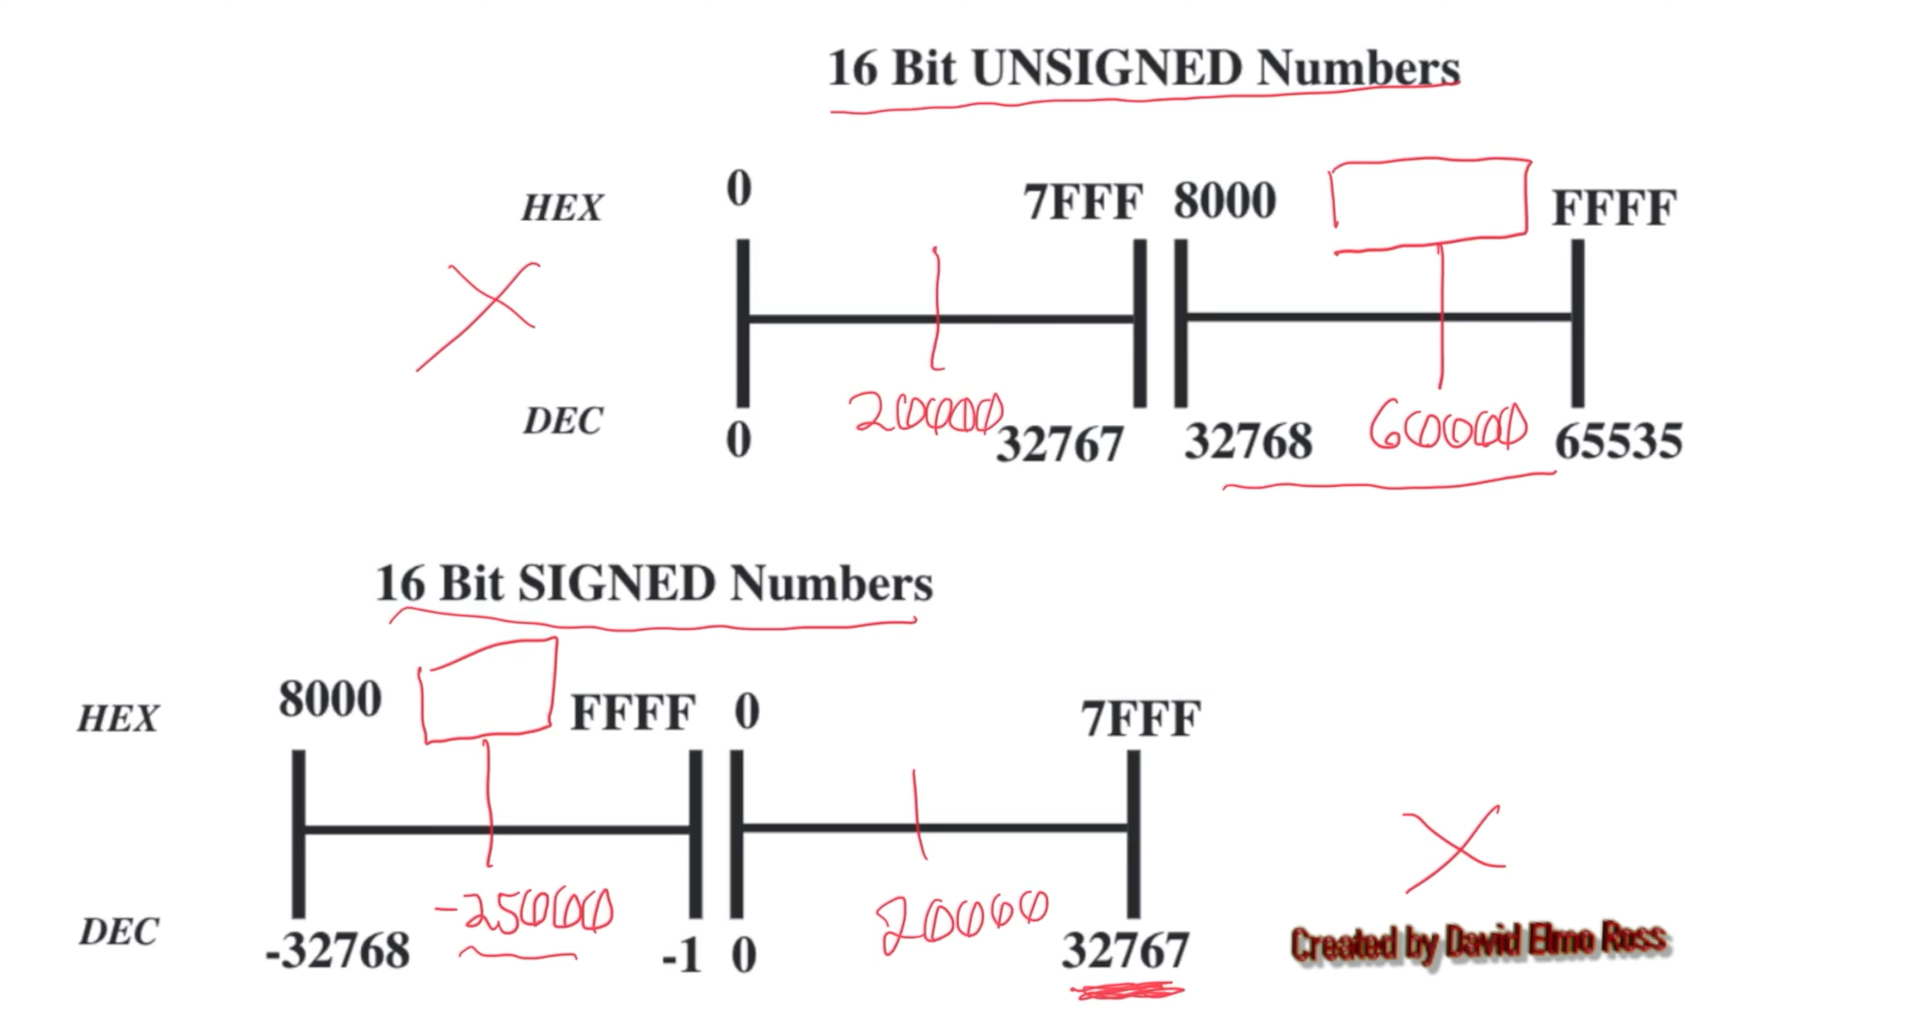 16 Bit UNSIGNED Numbers
HEX 0 7FFF 8000 FFFF
20000 60000
DEC 0 32767 32768 65535
16 Bit SIGNED Numbers
HEX 8000 FFFF 0 7FFF
-25000 20000
DEC -32768 -1 0 32767
Created by David Elmo Ross